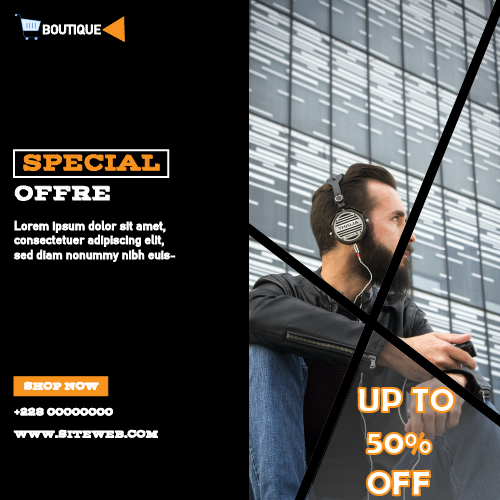 BOUTIQUE
SPECIAL
OFFRE
Lorem ipsum dolor sit amet,
consectetuer adipiscing elit,
sed diam nonummy nibh euis-
SHOP NOW
+228 00000000
WWW.SITEWEB.COM
UP TO
50%
OFF